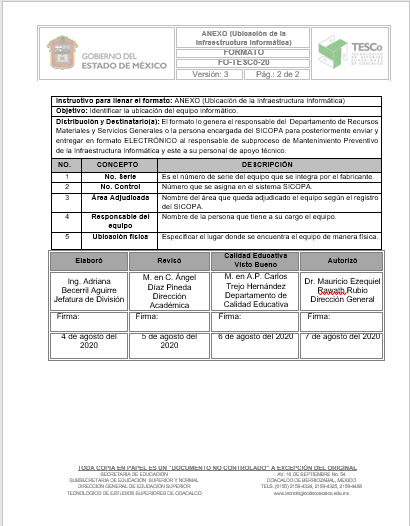 GOBIERNO DEL
ESTADO DE MÉXICO
ANEXO (Ubicación de la
Infraestructura Informática)
FORMATO
FO-TESCo-20
Versión: 3 Pág.: 2 de 2
TESCo
Instructivo para llenar el formato: ANEXO (Ubicación de la Infraestructura Informática)
Objetivo: Identificar la ubicación del equipo informático.
Distribución y Destinatario(a): El formato lo genera el responsable del Departamento de Recursos
Materiales y Servicios Generales o la persona encargada del SICOPA para posteriormente enviar y
entregar en formato ELECTRÓNICO al responsable de subproceso de Mantenimiento Preventivo
de la Infraestructura Informática y este a su personal de apoyo técnico.
NO. CONCEPTO DESCRIPCIÓN
1 No. Serie Es el número de serie del equipo que se integra por el fabricante.
2 No. Control Número que se asigna en el sistema SICOPA.
3 Área Adjudicada Nombre del área que queda adjudicado el equipo según el registro
del SICOPA.
4 Responsable del
equipo Nombre de la persona que tiene a su cargo el equipo.
5 Ubicación física Especificar el lugar donde se encuentra el equipo de manera física.
Elaboró Revisó Calidad Educativa
Visto Bueno Autorizó
Ing. Adriana
Becerril Aguirre
Jefatura de División
M. en C. Ángel
Díaz Pineda
Dirección
Académica
M. en A.P. Carlos
Trejo Hernández
Departamento de
Calidad Educativa
Dr. Mauricio Ezequiel
Rawath Rubio
Dirección General
Firma: Firma: Firma: Firma:
4 de agosto del
2020
5 de agosto del
2020
6 de agosto del 2020
7 de agosto del 2020
TODA COPIA EN PAPEL ES UN "DOCUMENTO NO CONTROLADO" A EXCEPCIÓN DEL ORIGINAL
SECRETARÍA DE EDUCACIÓN
SUBSECRETARÍA DE EDUCACIÓN SUPERIOR Y NORMAL
DIRECCIÓN GENERAL DE EDUCACIÓN SUPERIOR
TECNOLÓGICO DE ESTUDIOS SUPERIORES DE COACALCO
AV. 16 DE SEPTIEMBRE No. 54
COACALCO DE BERRIOZÁBAL, MEXICO